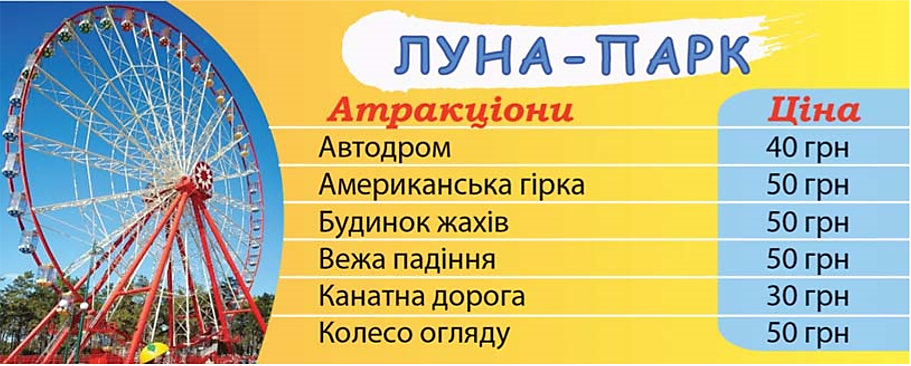 ЛУНА-ПАРК
Атракціони Ціна
Автодром 40 грн
Американська гірка 50 грн
Будинок жахів 50 грн
Вежа падіння 50 грн
Канатна дорога 30 грн
Колесо огляду 50 грн